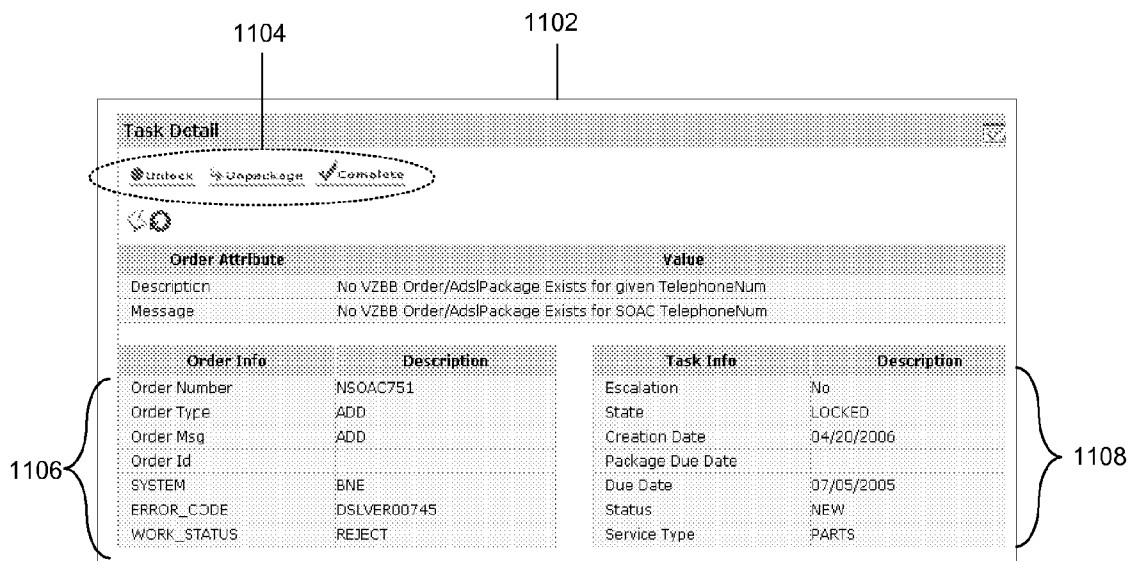 1104
1102
Task Detail
Unlock Unpackage Complete
Order Attribute Value
Description No VZBB Order/AdslPackage Exists for given TelephoneNum
Message No VZBB Order/AdslPackage Exists for SOAC TelephoneNum
Order Info Description Task Info Description
Order Number NSOAC751 Escalation No
Order Type ADD State LOCKED
Order Msg ADD Creation Date 04/20/2006
Order Id Package Due Date
1106 1108
SYSTEM BNE Due Date 07/05/2005
ERROR_CODE DSLVER00745 Status NEW
WORK_STATUS REJECT Service Type PARTS